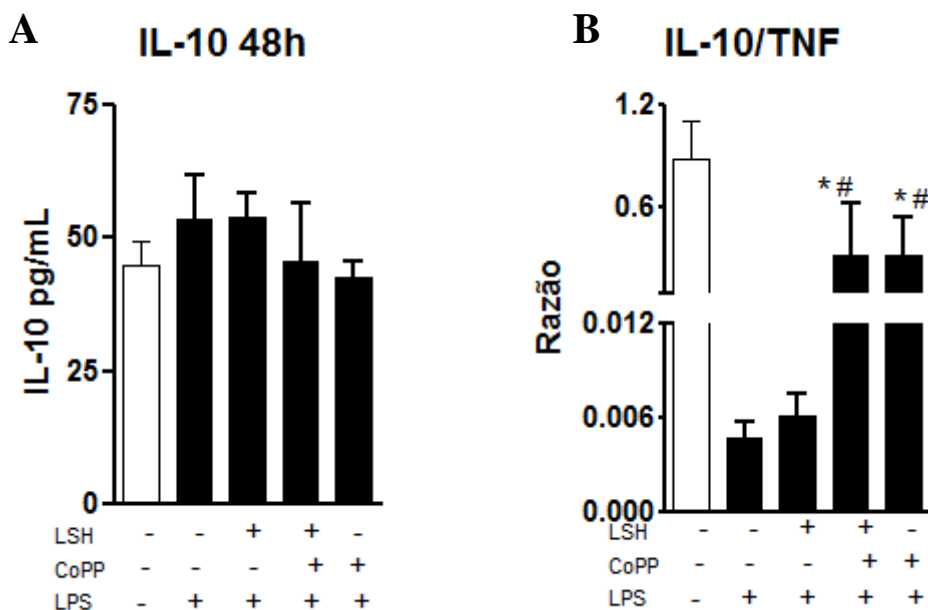 A
IL-10 48h
75
50
25
0
IL-10 pg/mL
LSH - - + + -
CoPP - - - + +
LPS - + + + +
B
IL-10/TNF
1.2
0.6
0.012
0.006
0.000
Razão
* #
* #
LSH - - + + -
CoPP - - - + +
LPS - + + + +